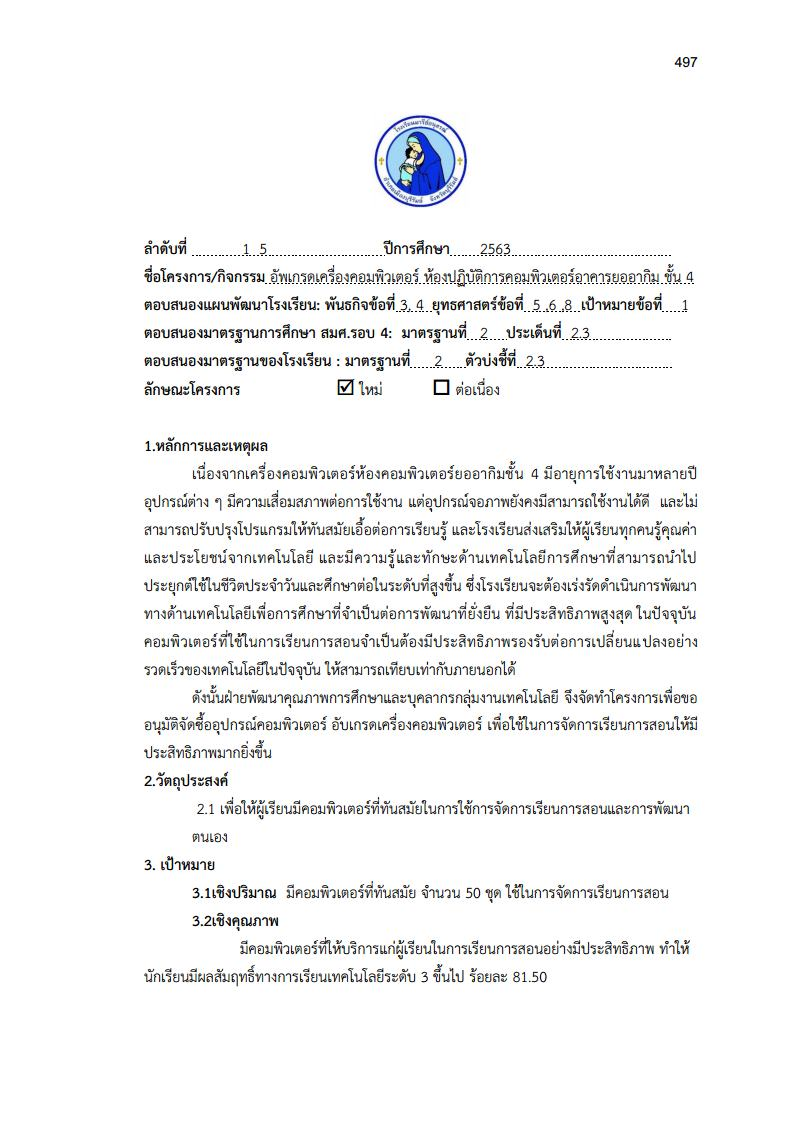 497
โรงเรียนมารีย์อนุสรณ์
อำเภอเมืองบุรีรัมย์ จังหวัดบุรีรัมย์
ลำดับที่ ..............1 5..............................ปีการศึกษา.......2563.......................................
ชื่อโครงการ/กิจกรรม อัพเกรดเครื่องคอมพิวเตอร์ ห้องปฏิบัติการคอมพิวเตอร์อาคารยออากิม ชั้น 4
ตอบสนองแผนพัฒนาโรงเรียน: พันธกิจข้อที่ 3, 4 ยุทธศาสตร์ข้อที่ 5 ,6 ,8 เป้าหมายข้อที่ 1
ตอบสนองมาตรฐานการศึกษา สมศ.รอบ 4: มาตรฐานที่ 2 ประเด็นที่ 2.3
ตอบสนองมาตรฐานของโรงเรียน : มาตรฐานที่ 2 ตัวบ่งชี้ที่ 2.3
ลักษณะโครงการ ☑ ใหม่ ☐ ต่อเนื่อง
1.หลักการและเหตุผล
เนื่องจากเครื่องคอมพิวเตอร์ห้องคอมพิวเตอร์ยออากิมชั้น 4 มีอายุการใช้งานมาหลายปี
อุปกรณ์ต่าง ๆ มีความเสื่อมสภาพต่อการใช้งาน แต่อุปกรณ์จอภาพยังคงมีสามารถใช้งานได้ดี และไม่
สามารถปรับปรุงโปรแกรมให้ทันสมัยเอื้อต่อการเรียนรู้ และโรงเรียนส่งเสริมให้ผู้เรียนทุกคนรู้คุณค่า
และประโยชน์จากเทคโนโลยี และมีความรู้และทักษะด้านเทคโนโลยีการศึกษาที่สามารถนำไป
ประยุกต์ใช้ในชีวิตประจำวันและศึกษาต่อในระดับที่สูงขึ้น ซึ่งโรงเรียนจะต้องเร่งรัดดำเนินการพัฒนา
ทางด้านเทคโนโลยีเพื่อการศึกษาที่จำเป็นต่อการพัฒนาที่ยั่งยืน ที่มีประสิทธิภาพสูงสุด ในปัจจุบัน
คอมพิวเตอร์ที่ใช้ในการเรียนการสอนจำเป็นต้องมีประสิทธิภาพรองรับต่อการเปลี่ยนแปลงอย่าง
รวดเร็วของเทคโนโลยีในปัจจุบัน ให้สามารถเทียบเท่ากับภายนอกได้
ดังนั้นฝ่ายพัฒนาคุณภาพการศึกษาและบุคลากรกลุ่มงานเทคโนโลยี จึงจัดทำโครงการเพื่อขอ
อนุมัติจัดซื้ออุปกรณ์คอมพิวเตอร์ อับเกรดเครื่องคอมพิวเตอร์ เพื่อใช้ในการจัดการเรียนการสอนให้มี
ประสิทธิภาพมากยิ่งขึ้น
2.วัตถุประสงค์
2.1 เพื่อให้ผู้เรียนมีคอมพิวเตอร์ที่ทันสมัยในการใช้การจัดการเรียนการสอนและการพัฒนา
ตนเอง
3. เป้าหมาย
3.1เชิงปริมาณ มีคอมพิวเตอร์ที่ทันสมัย จำนวน 50 ชุด ใช้ในการจัดการเรียนการสอน
3.2เชิงคุณภาพ
มีคอมพิวเตอร์ที่ให้บริการแก่ผู้เรียนในการเรียนการสอนอย่างมีประสิทธิภาพ ทำให้
นักเรียนมีผลสัมฤทธิ์ทางการเรียนเทคโนโลยีระดับ 3 ขึ้นไป ร้อยละ 81.50